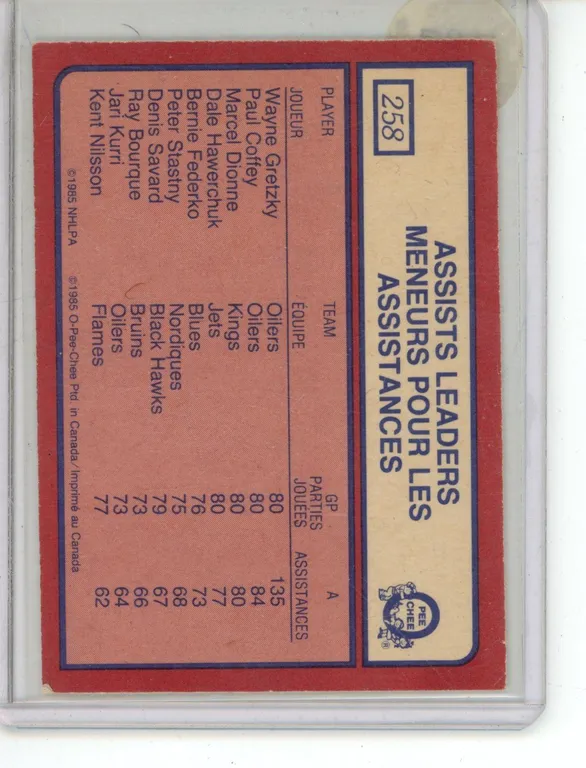 258
ASSISTS LEADERS
MENEURS POUR LES
ASSISTANCES
O PEE CHEE ®
PLAYER TEAM GP A
JOUEUR ÉQUIPE PARTIES JOUÉES ASSISTANCES
Wayne Gretzky Oilers 80 135
Paul Coffey Oilers 80 84
Marcel Dionne Kings 80 80
Dale Hawerchuk Jets 80 77
Bernie Federko Blues 76 73
Peter Stastny Nordiques 75 68
Denis Savard Black Hawks 79 67
Ray Bourque Bruins 73 66
Jari Kurri Oilers 73 64
Kent Nilsson Flames 77 62
©1985 NHLPA ©1985 O-Pee-Chee Ptd. in Canada/Imprimé au Canada